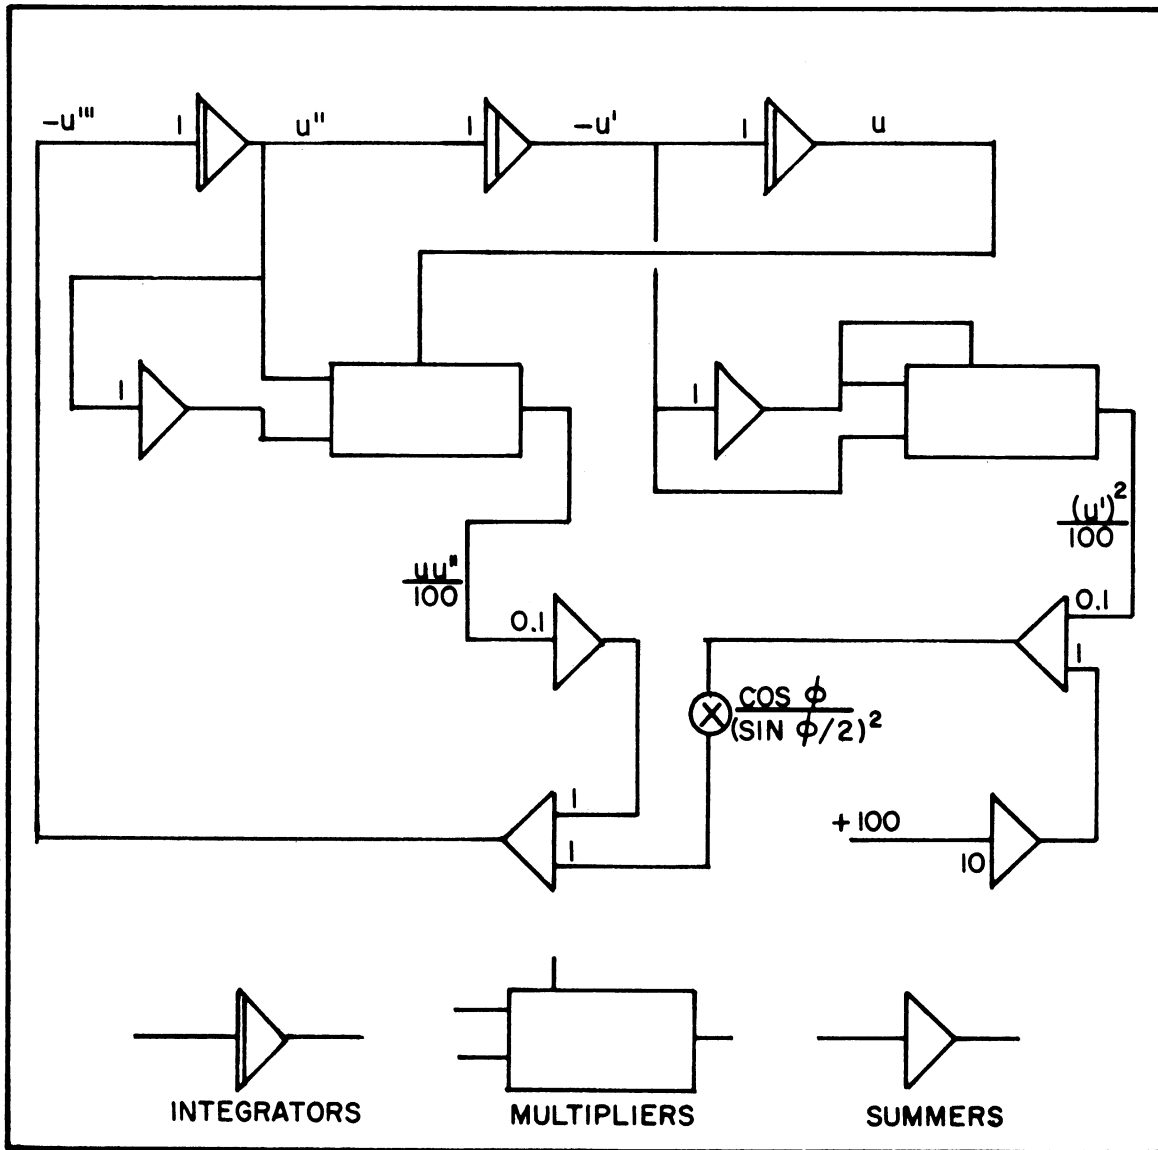 -u''' 1 u'' 1 -u' 1 u
1 1
uu''
100
(u')²
100
0.1 0.1
1
COS ϕ
(SIN ϕ/2)²
1
+100
1
10
INTEGRATORS MULTIPLIERS SUMMERS